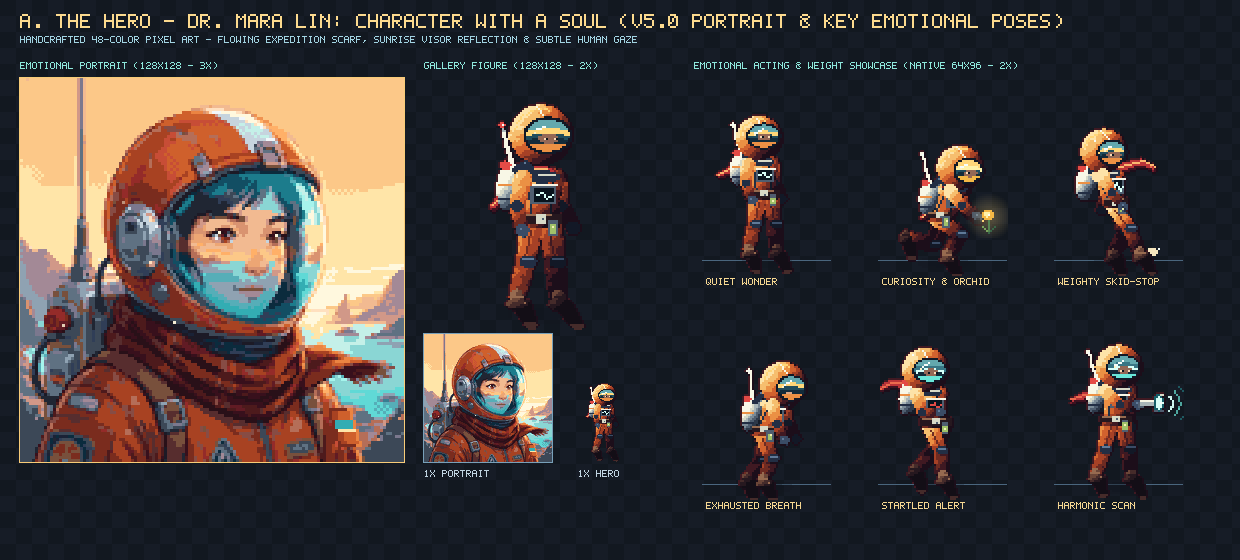 A. THE HERO - DR. MARA LIN: CHARACTER WITH A SOUL (V5.0 PORTRAIT & KEY EMOTIONAL POSES)
HANDCRAFTED 48-COLOR PIXEL ART - FLOWING EXPEDITION SCARF, SUNRISE VISOR REFLECTION & SUBTLE HUMAN GAZE
EMOTIONAL PORTRAIT (128X128 - 3X)
GALLERY FIGURE (128X128 - 2X)
EMOTIONAL ACTING & WEIGHT SHOWCASE (NATIVE 64X96 - 2X)
QUIET WONDER
CURIOSITY & ORCHID
WEIGHTY SKID-STOP
1X PORTRAIT
1X HERO
EXHAUSTED BREATH
STARTLED ALERT
HARMONIC SCAN